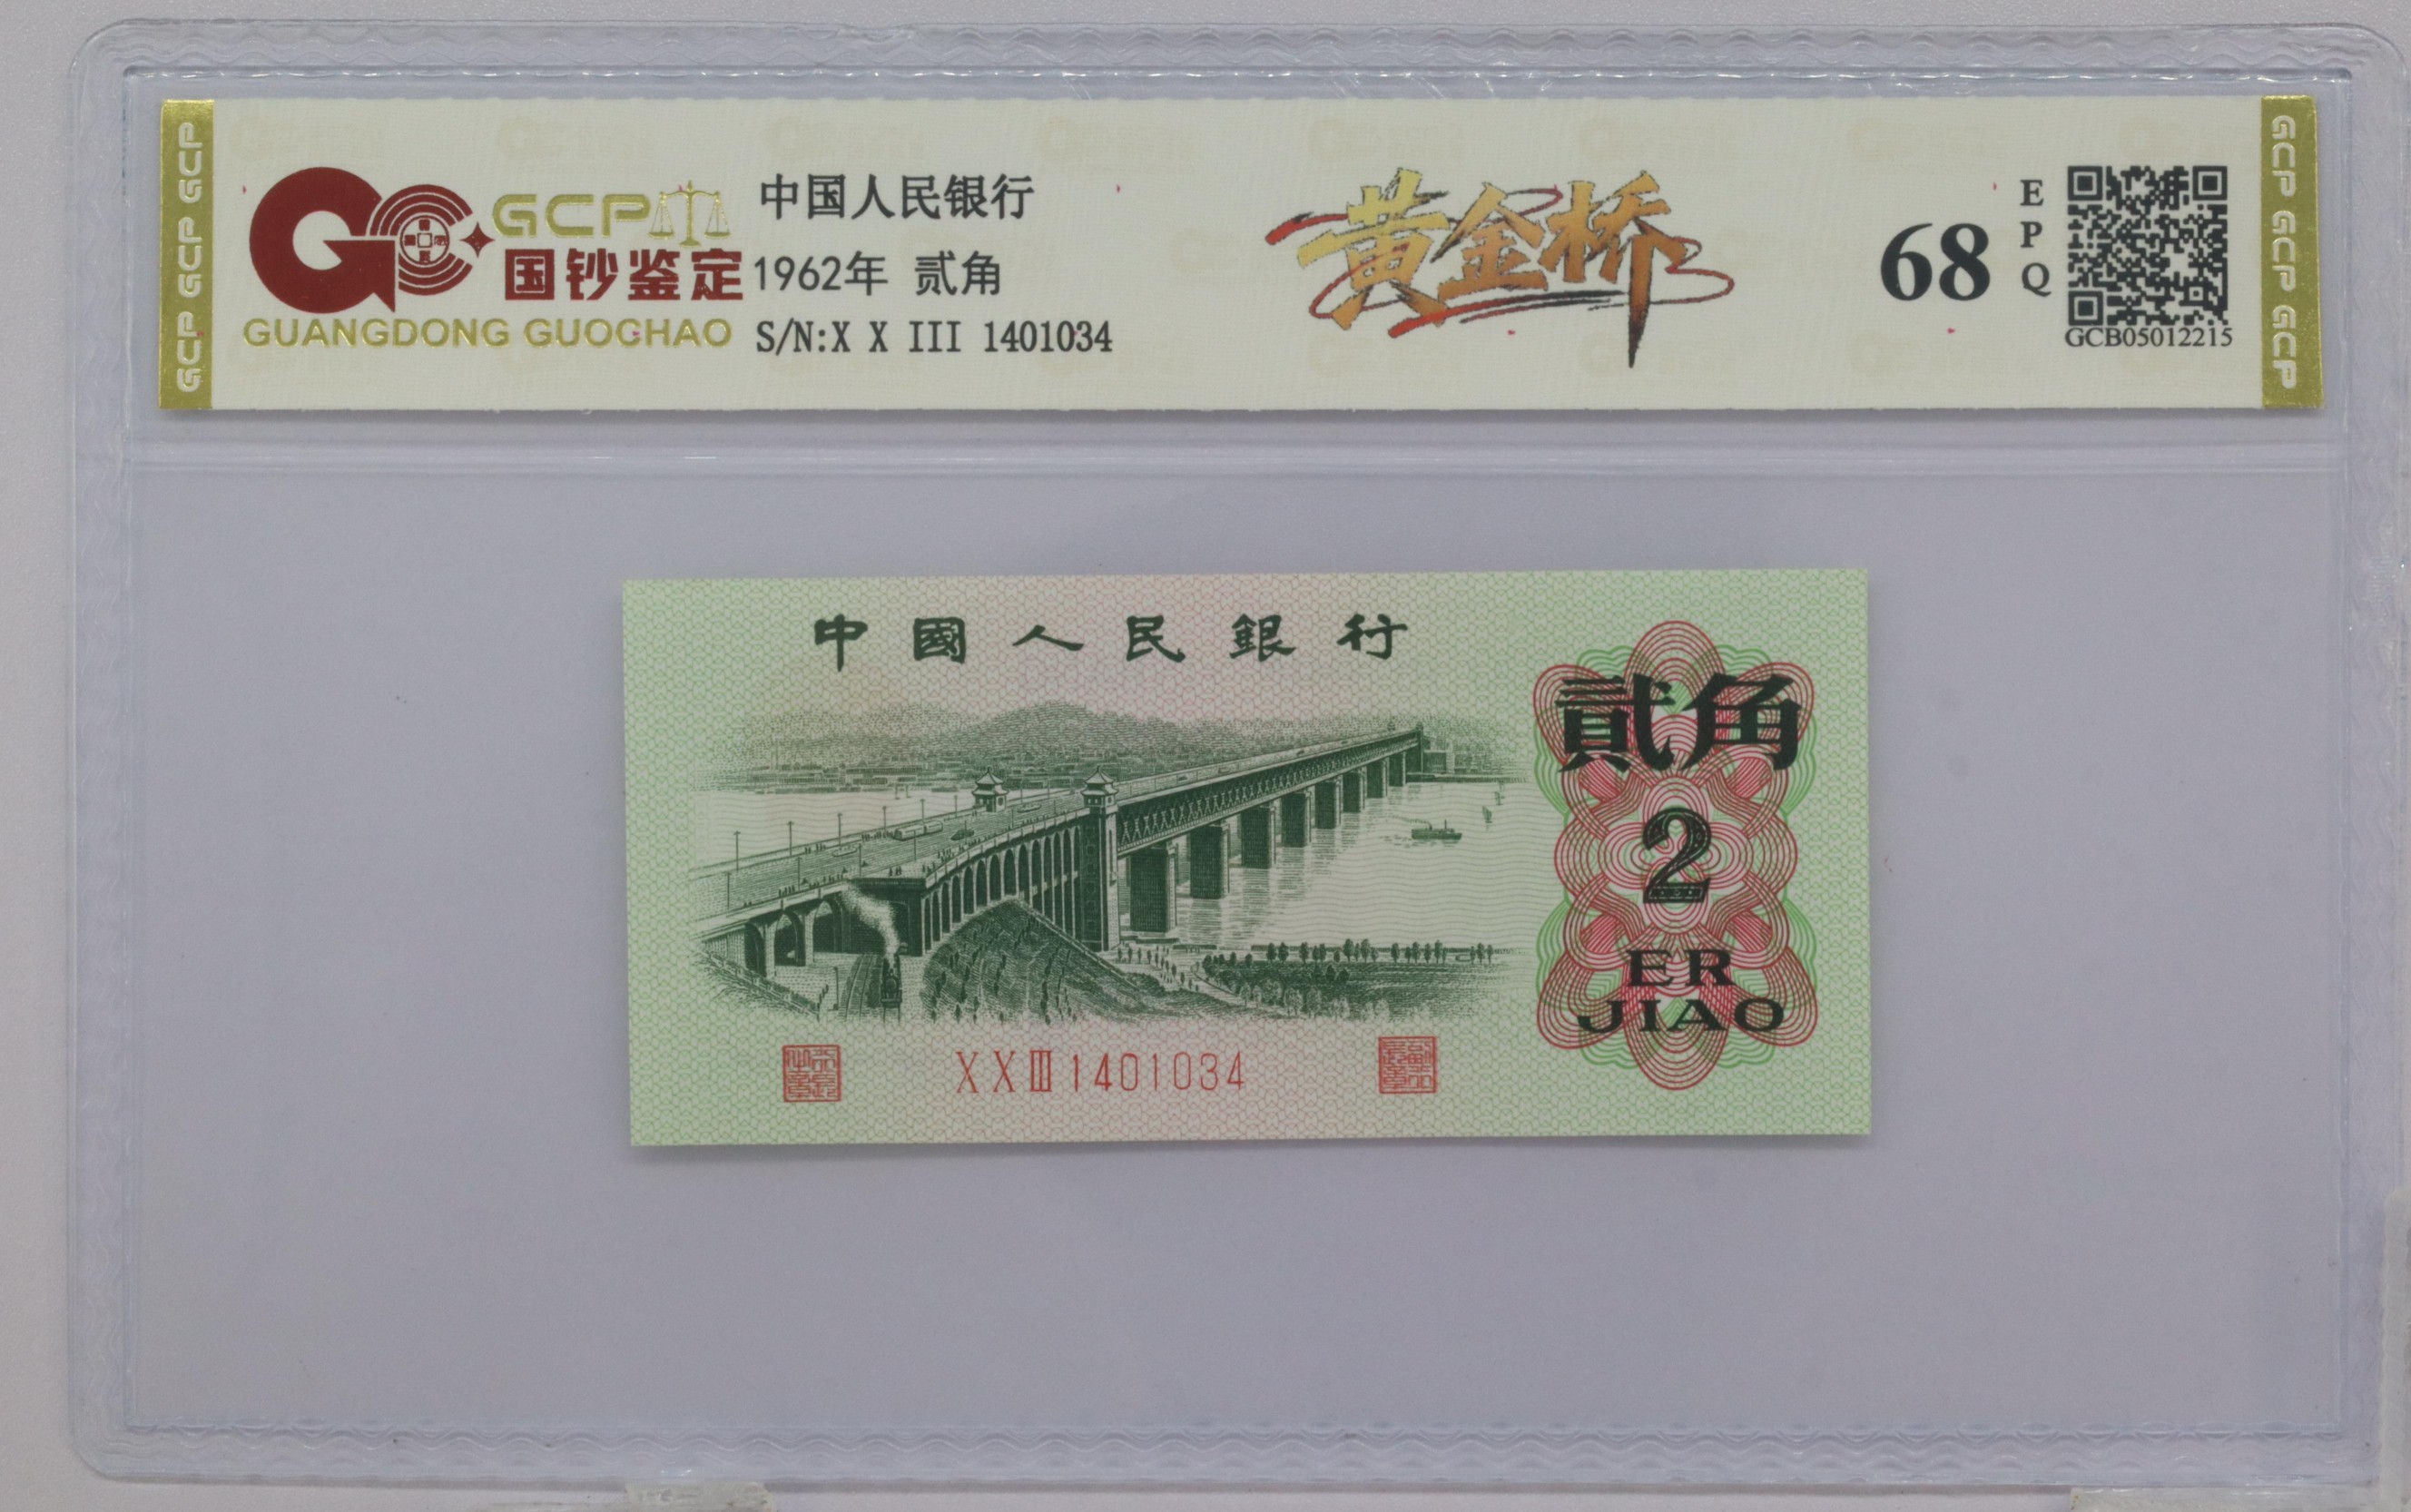 GCP GCP GCP
GCP
国钞鉴定
GUANGDONG GUOCHAO
中国人民银行
1962年 贰角
S/N:X X III 1401034
黄金桥
68
EPQ
GCB05012215
GCP GCP GCP
中國人民銀行
貳角
2
ER
JIAO
XXIII1401034